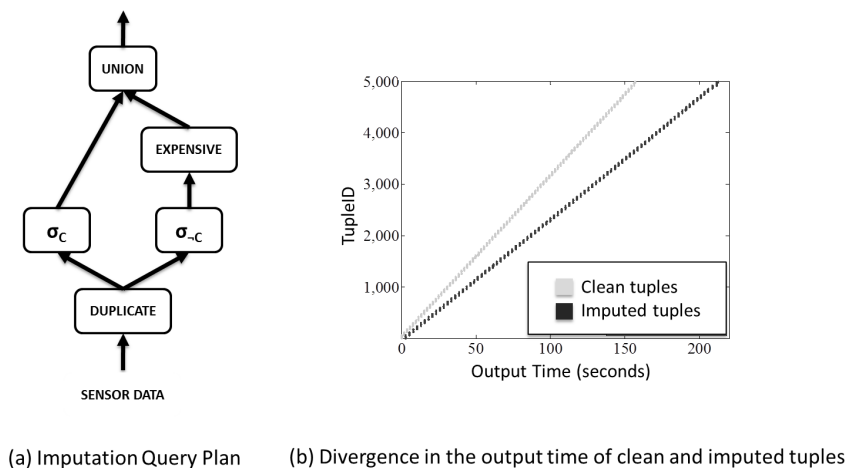 UNION
EXPENSIVE
σC
σ¬C
DUPLICATE
SENSOR DATA
(a) Imputation Query Plan
5,000
4,000
3,000
2,000
1,000
TupleID
0
50
100
150
200
Output Time (seconds)
Clean tuples
Imputed tuples
(b) Divergence in the output time of clean and imputed tuples